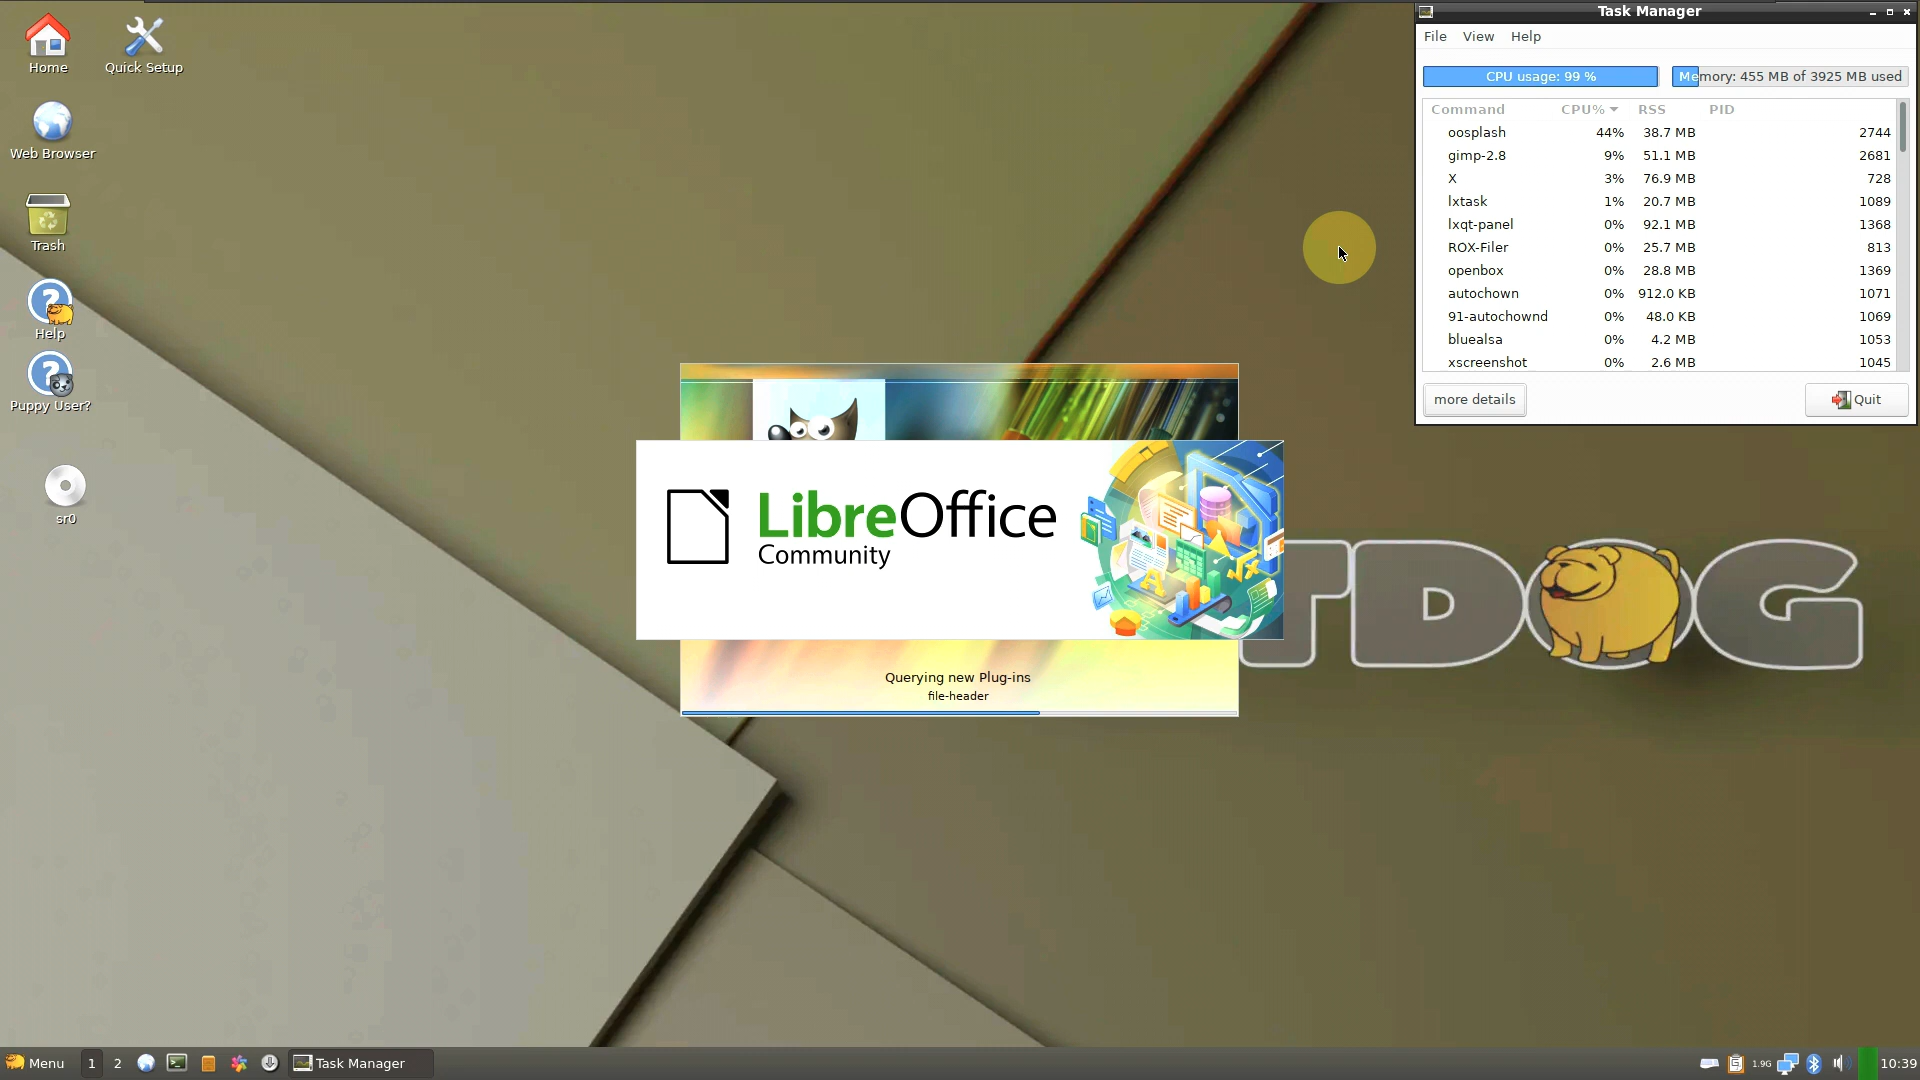 Home
Quick Setup
Web Browser
Trash
Help
Puppy User?
sr0
Task Manager
File View Help
CPU usage: 99 %
Memory: 455 MB of 3925 MB used
Command CPU% RSS PID
oosplash 44% 38.7 MB 2744
gimp-2.8 9% 51.1 MB 2681
X 3% 76.9 MB 728
lxtask 1% 20.7 MB 1089
lxqt-panel 0% 92.1 MB 1368
ROX-Filer 0% 25.7 MB 813
openbox 0% 28.8 MB 1369
autochown 0% 912.0 KB 1071
91-autochownd 0% 48.0 KB 1069
bluealsa 0% 4.2 MB 1053
xscreenshot 0% 2.6 MB 1045
more details
Quit
LibreOffice
Community
TDOG
Querying new Plug-ins
file-header
Menu 1 2 Task Manager 1.9G 10:39